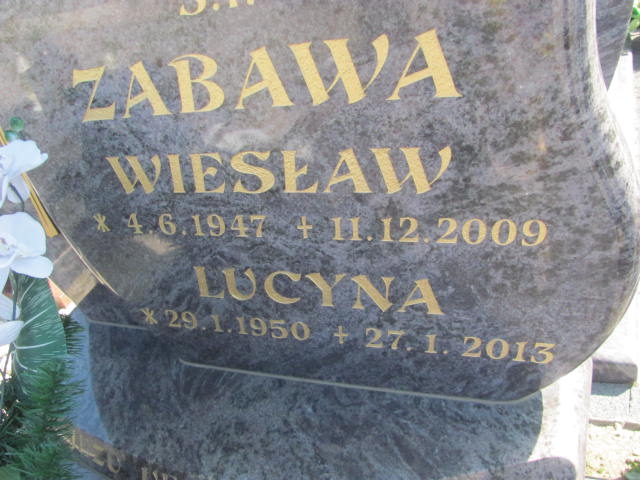 Ś.P.
ZABAWA
WIESŁAW
* 4.6.1947 + 11.12.2009
LUCYNA
* 29.1.1950 + 27.1.2013